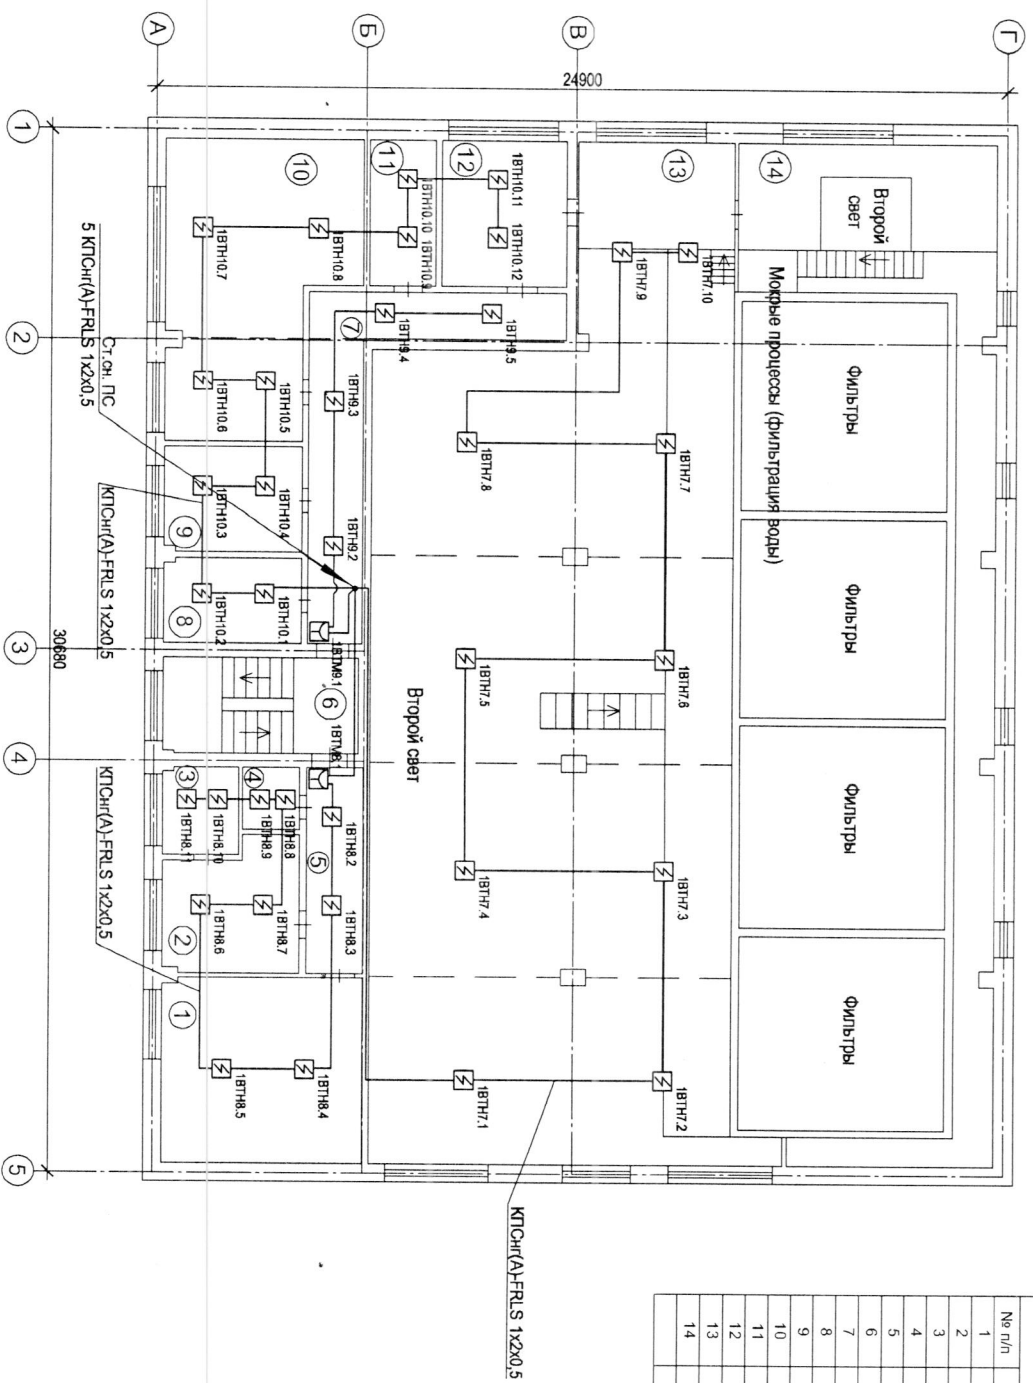 А
Б
В
Г
24900
1
2
3
4
5
30680
10
11
12
13
14
Второй
свет
1ВТН10.11
1ВТН10.10
1ВТН10.9
1ВТН10.12
1ВТН10.7
1ВТН10.8
1ВТН7.9
1ВТН7.10
Мокрые процессы (фильтрация воды)
Фильтры
Фильтры
Фильтры
Фильтры
7
1ВТН9.4
1ВТН9.5
1ВТН9.3
1ВТН9.2
1ВТН10.6
1ВТН10.5
1ВТН10.3
1ВТН10.4
9
1ВТН10.2
1ВТН10.1
8
1ВТМ9.1
6
1ВТМ8.1
Ст.сн. ПС
5 КПСнг(А)-FRLS 1х2х0,5
КПСнг(А)-FRLS 1х2х0,5
КПСнг(А)-FRLS 1х2х0,5
КПСнг(А)-FRLS 1х2х0,5
1ВТН7.8
1ВТН7.7
1ВТН7.5
1ВТН7.6
Второй свет
1ВТН7.4
1ВТН7.3
1ВТН7.1
1ВТН7.2
3
4
1ВТН8.11
1ВТН8.10
1ВТН8.9
1ВТН8.8
1ВТН8.2
5
1ВТН8.3
1ВТН8.6
1ВТН8.7
2
1
1ВТН8.5
1ВТН8.4
№ п/п
1
2
3
4
5
6
7
8
9
10
11
12
13
14